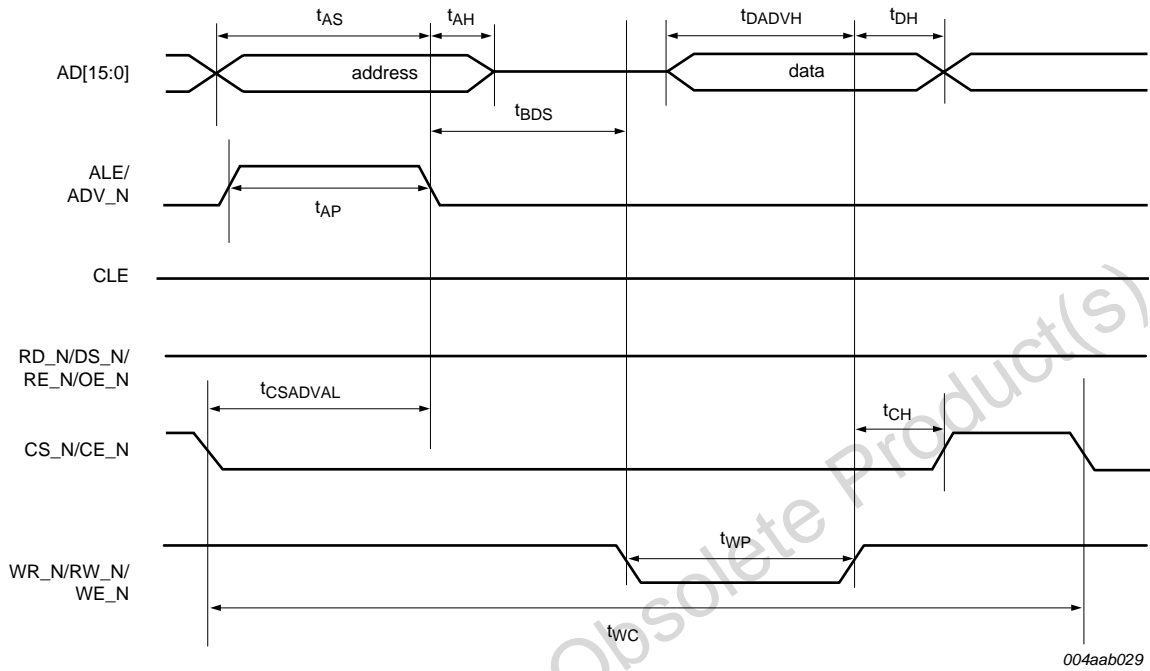 tAS
tAH
tDADVH
tDH
AD[15:0]
address
data
tBDS
ALE/
ADV_N
tAP
CLE
RD_N/DS_N/
RE_N/OE_N
tCSADVAL
tCH
CS_N/CE_N
tWP
WR_N/RW_N/
WE_N
tWC
Obsolete Product(s)
004aab029